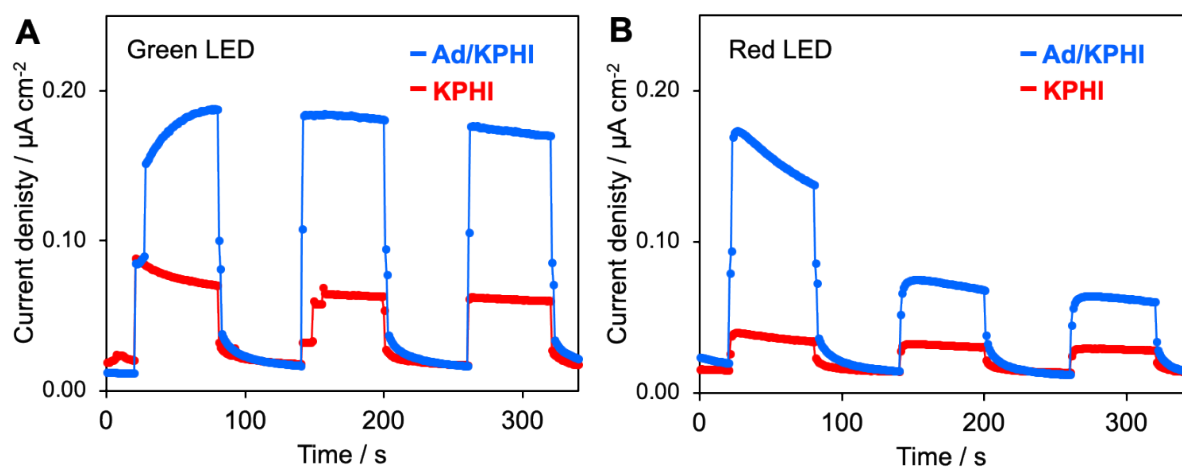 A
Green LED
Ad/KPHI
KPHI
Current denisty / µA cm-2
0.20
0.10
0.00
0
100
200
300
Time / s
B
Red LED
Ad/KPHI
KPHI
Current denisty / µA cm-2
0.20
0.10
0.00
0
100
200
300
Time / s